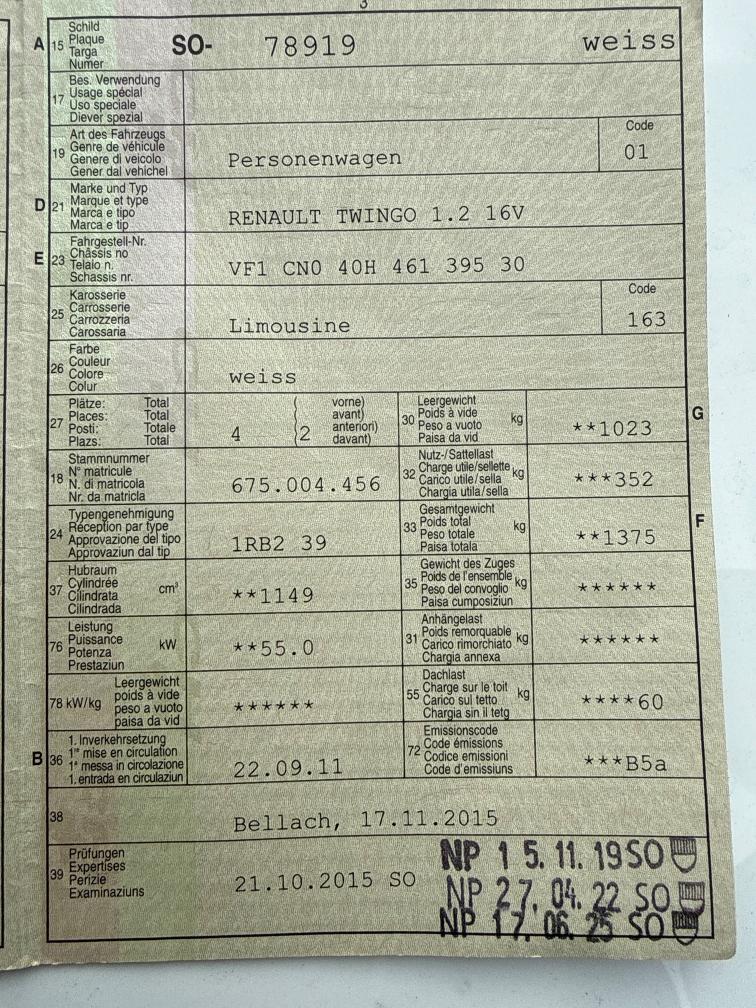 A 15 Schild
Plaque
Targa
Numer
SO- 78919 weiss
17 Bes. Verwendung
Usage spécial
Uso speciale
Diever spezial
19 Art des Fahrzeugs
Genre de véhicule
Genere di veicolo
Gener dal vehichel
Personenwagen
Code
01
D 21 Marke und Typ
Marque et type
Marca e tipo
Marca e tip
RENAULT TWINGO 1.2 16V
E 23 Fahrgestell-Nr.
Châssis no
Telaio n.
Schassis nr.
VF1 CN0 40H 461 395 30
25 Karosserie
Carrosserie
Carrozzeria
Carossaria
Limousine
Code
163
26 Farbe
Couleur
Colore
Colur
weiss
27 Plätze: Total
Places: Total
Posti: Totale
Plazs: Total
4 (2 vorne)
avant)
anteriori)
davant)
30 Leergewicht
Poids à vide
Peso a vuoto
Paisa da vid
kg
**1023
G
18 Stammnummer
N° matricule
N. di matricola
Nr. da matricla
675.004.456
32 Nutz-/Sattellast
Charge utile/sellette
Carico utile/sella
Chargia utila/sella
kg
***352
24 Typengenehmigung
Réception par type
Approvazione del tipo
Approvaziun dal tip
1RB2 39
33 Gesamtgewicht
Poids total
Peso totale
Paisa totala
kg
**1375
F
37 Hubraum
Cylindrée
Cilindrata
Cilindrada
cm³
**1149
35 Gewicht des Zuges
Poids de l'ensemble
Peso del convoglio
Paisa cumposiziun
kg
******
76 Leistung
Puissance
Potenza
Prestaziun
kW
**55.0
31 Anhängelast
Poids remorquable
Carico rimorchiato
Chargia annexa
kg
******
78 kW/kg Leergewicht
poids à vide
peso a vuoto
paisa da vid
******
55 Dachlast
Charge sur le toit
Carico sul tetto
Chargia sin il tetg
kg
****60
B 36 1. Inverkehrsetzung
1re mise en circulation
1a messa in circolazione
1. entrada en circulaziun
22.09.11
72 Emissionscode
Code émissions
Codice emissioni
Code d'emissiuns
***B5a
38 Bellach, 17.11.2015
39 Prüfungen
Expertises
Perizie
Examinaziuns
21.10.2015 SO
NP 15.11.19 SO
NP 27.04.22 SO
NP 17.06.25 SO